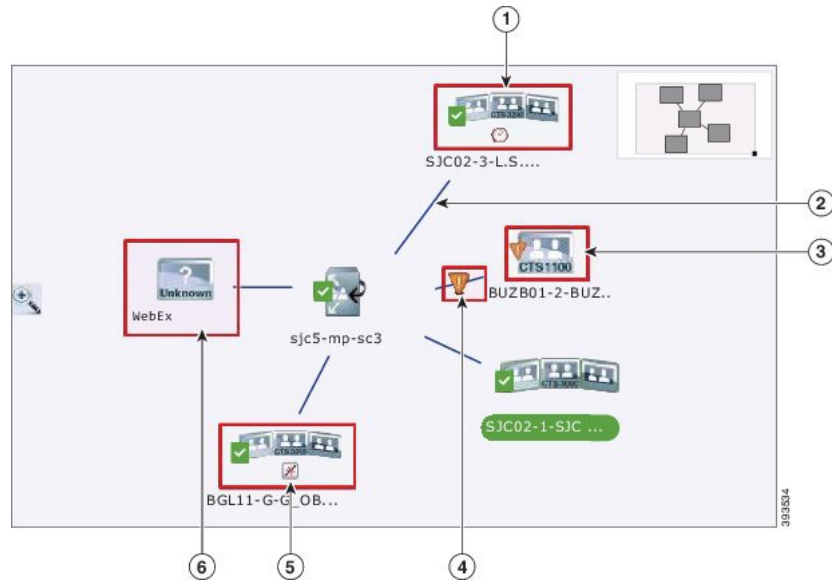 1
SJC02-3-L.S....
2
CTS1100
3
BUZB01-2-BUZ..
?
Unknown
WebEx
sjc5-mp-sc3
SJC02-1-SJC ...
BGL11-G-G_OB...
393534
6
5
4